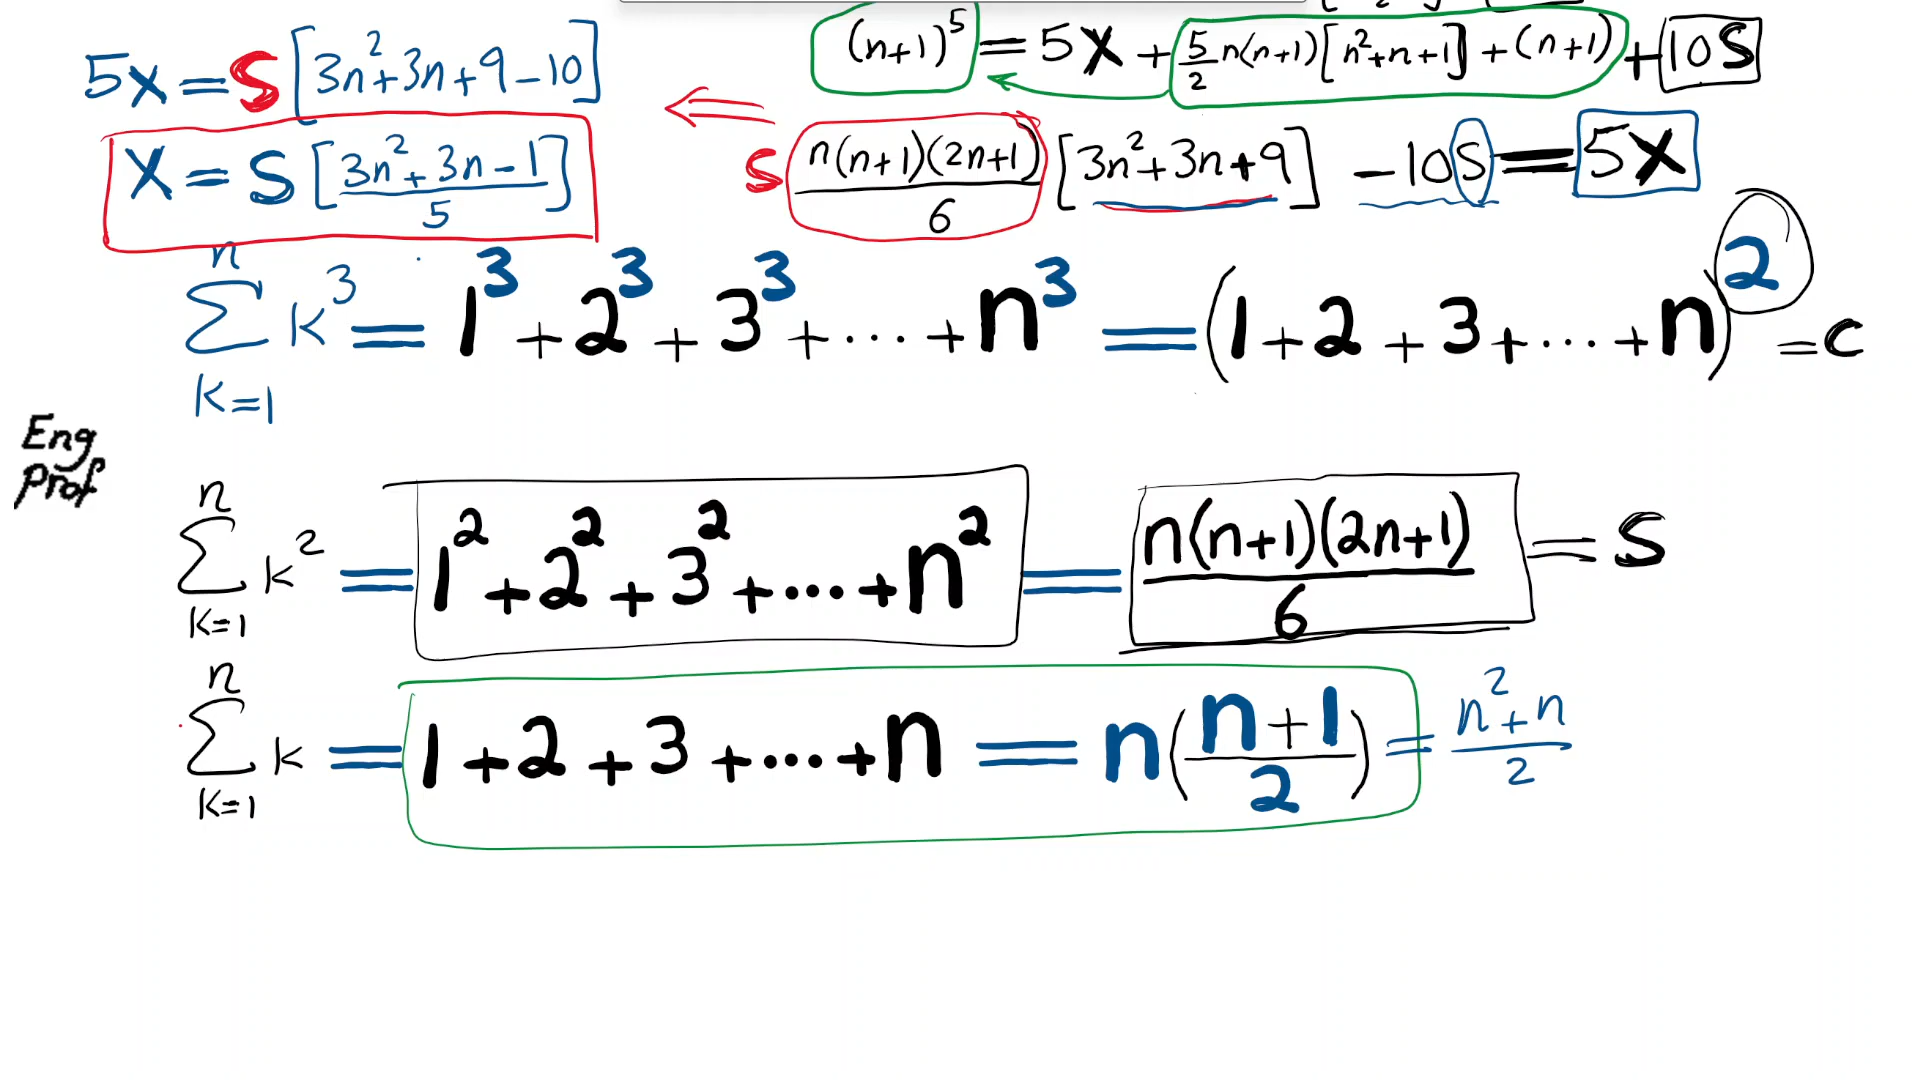 (n+1)^5 = 5X + 5/2 n(n+1)[n^2+n+1] + (n+1) + 10S
5X = S [3n^2+3n+9-10]
S n(n+1)(2n+1)/6 [3n^2+3n+9] -10S = 5X
X = S [3n^2+3n-1 / 5]
n ∑ k=1 k^3 = 1^3+2^3+3^3+...+n^3 = (1+2+3+...+n)^2 = C
Eng
Prof
n ∑ k=1 k^2 = 1^2+2^2+3^2+...+n^2 = n(n+1)(2n+1)/6 = S
n ∑ k=1 k = 1+2+3+...+n = n(n+1/2) = n^2+n/2